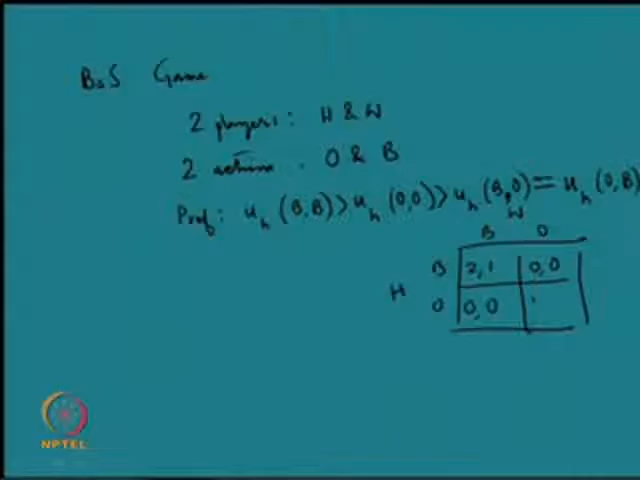 BoS Game
2 players : H & W
2 actions : O & B
Pref : u_h (B,B) > u_h (O,O) > u_h (B,O) = u_h (O,B)
W
B O
B 2,1 0,0
H
O 0,0
NPTEL